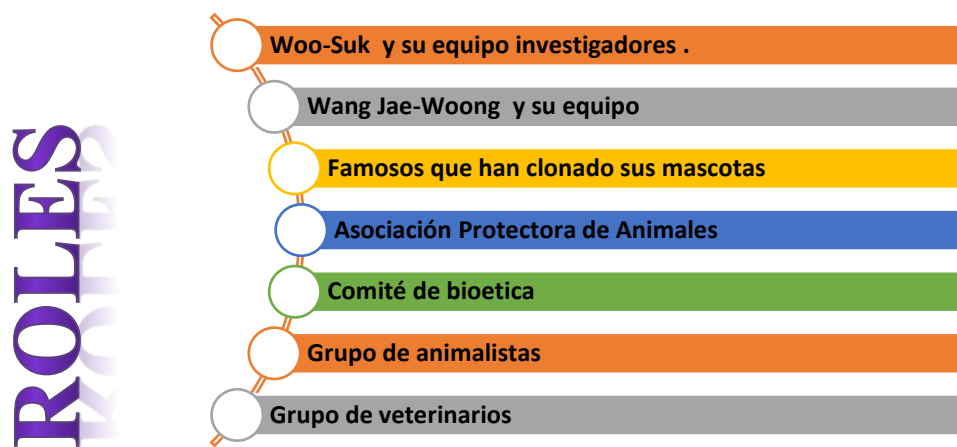 ROLES
Woo-Suk y su equipo investigadores .
Wang Jae-Woong y su equipo
Famosos que han clonado sus mascotas
Asociación Protectora de Animales
Comité de bioetica
Grupo de animalistas
Grupo de veterinarios